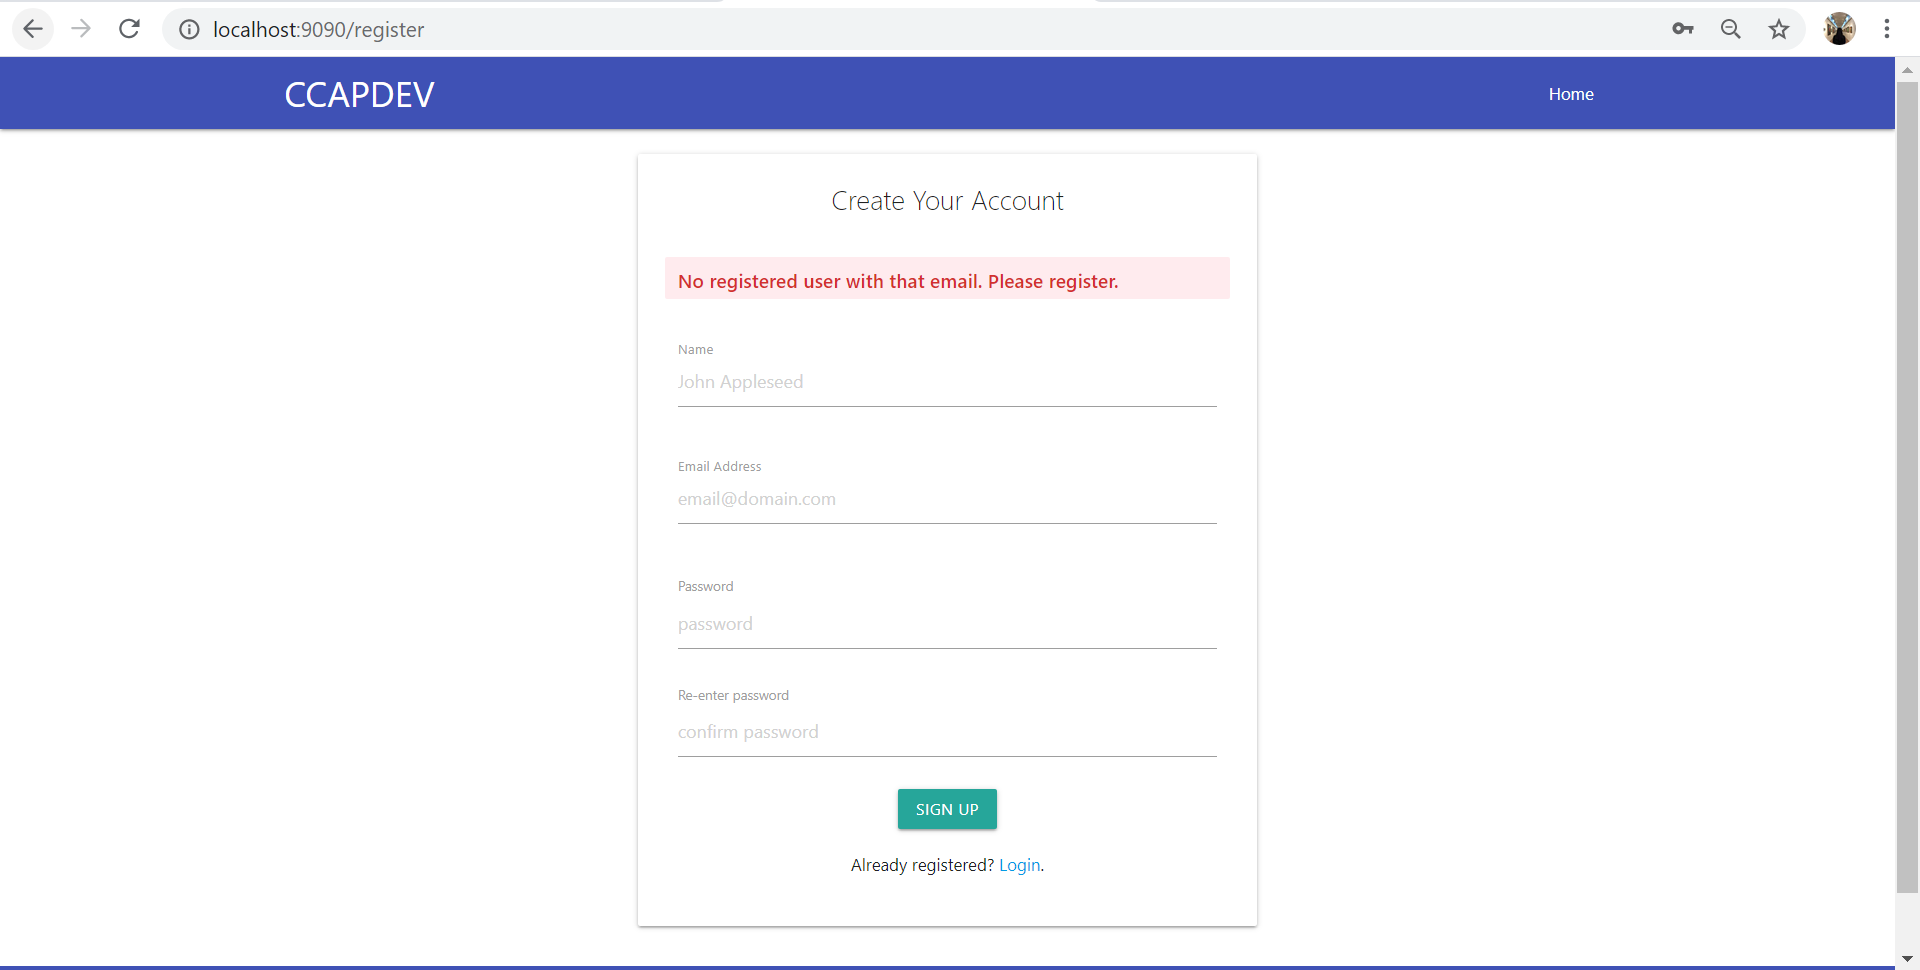 localhost:9090/register
CCAPDEV
Home
Create Your Account
No registered user with that email. Please register.
Name
John Appleseed
Email Address
email@domain.com
Password
password
Re-enter password
confirm password
SIGN UP
Already registered? Login.